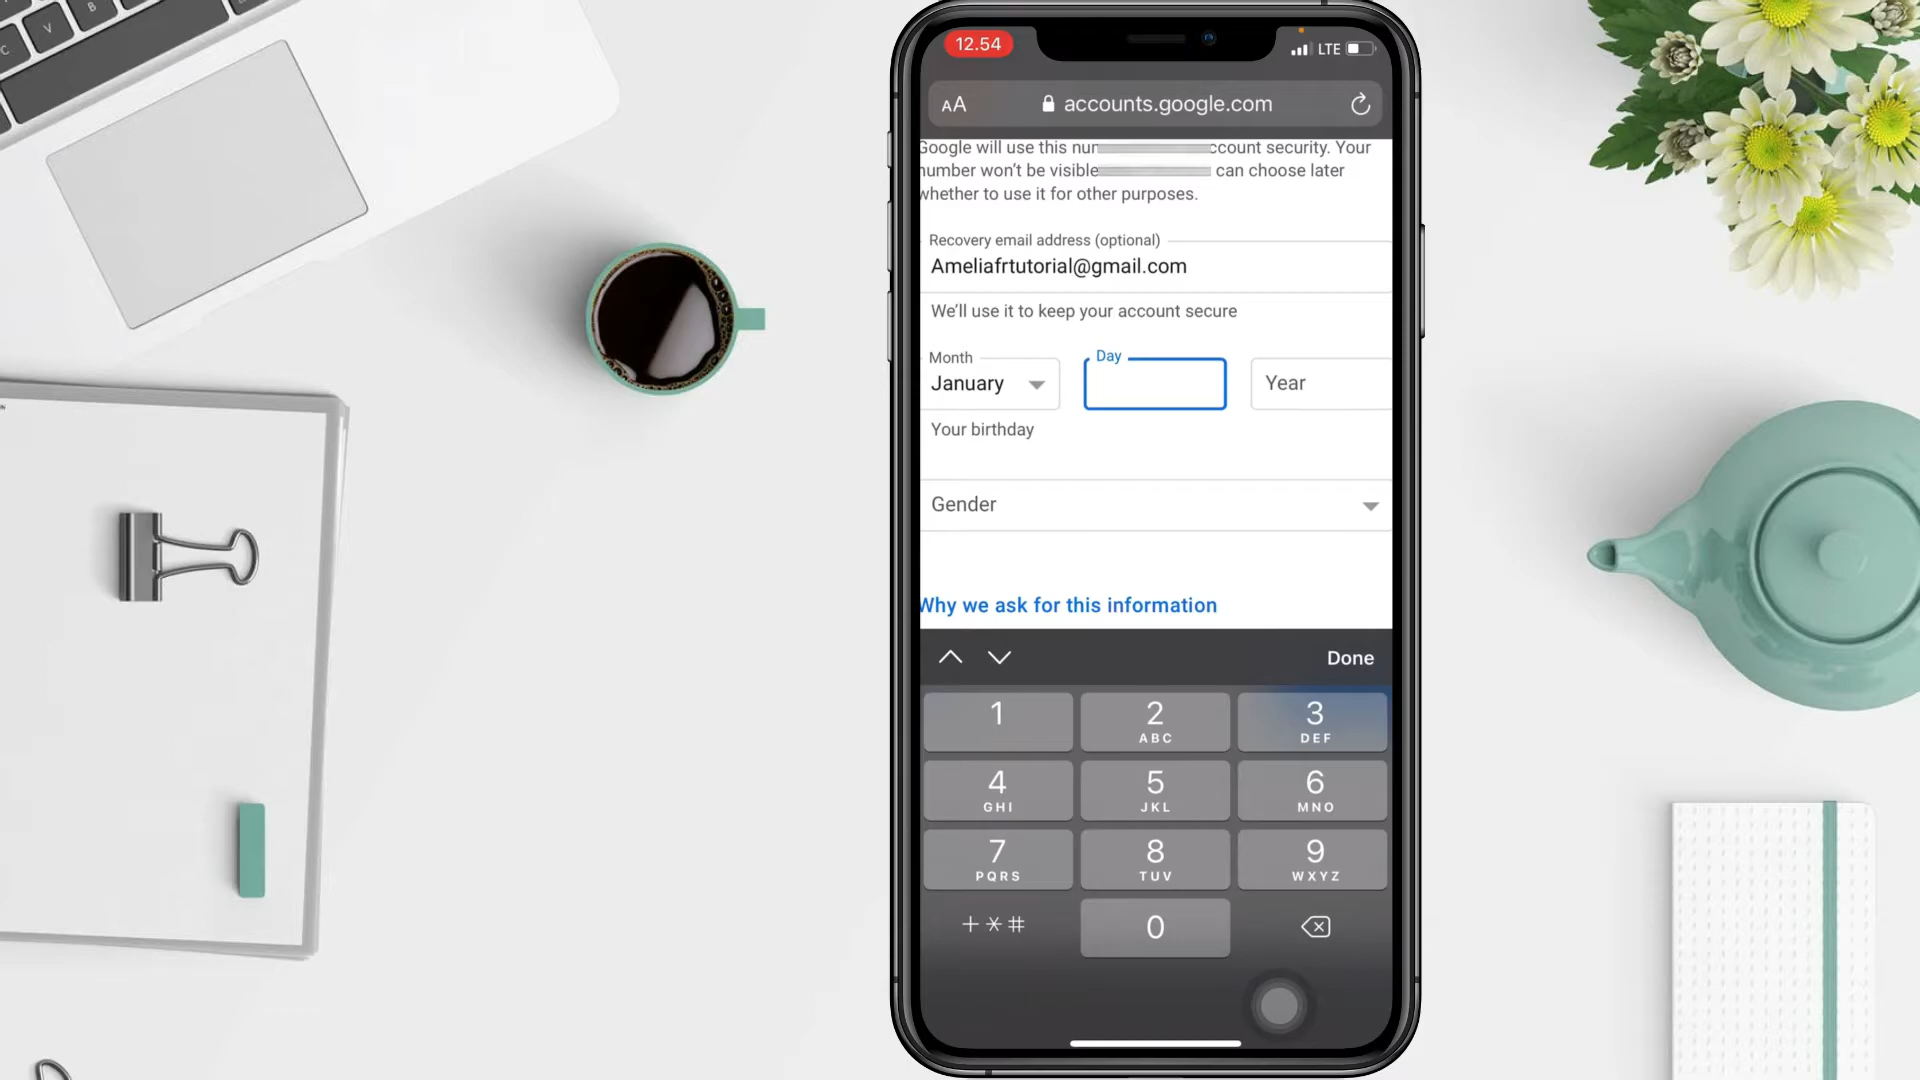 12.54
LTE
AA
accounts.google.com
Google will use this ccount security. Your
number won't be visible can choose later
whether to use it for other purposes.
Recovery email address (optional)
Ameliafrtutorial@gmail.com
We'll use it to keep your account secure
Month
Day
January
Year
Your birthday
Gender
Why we ask for this information
Done
1
2
3
ABC
DEF
4
5
6
GHI
JKL
MNO
7
8
9
PQRS
TUV
WXYZ
+*#
0
V
B
C